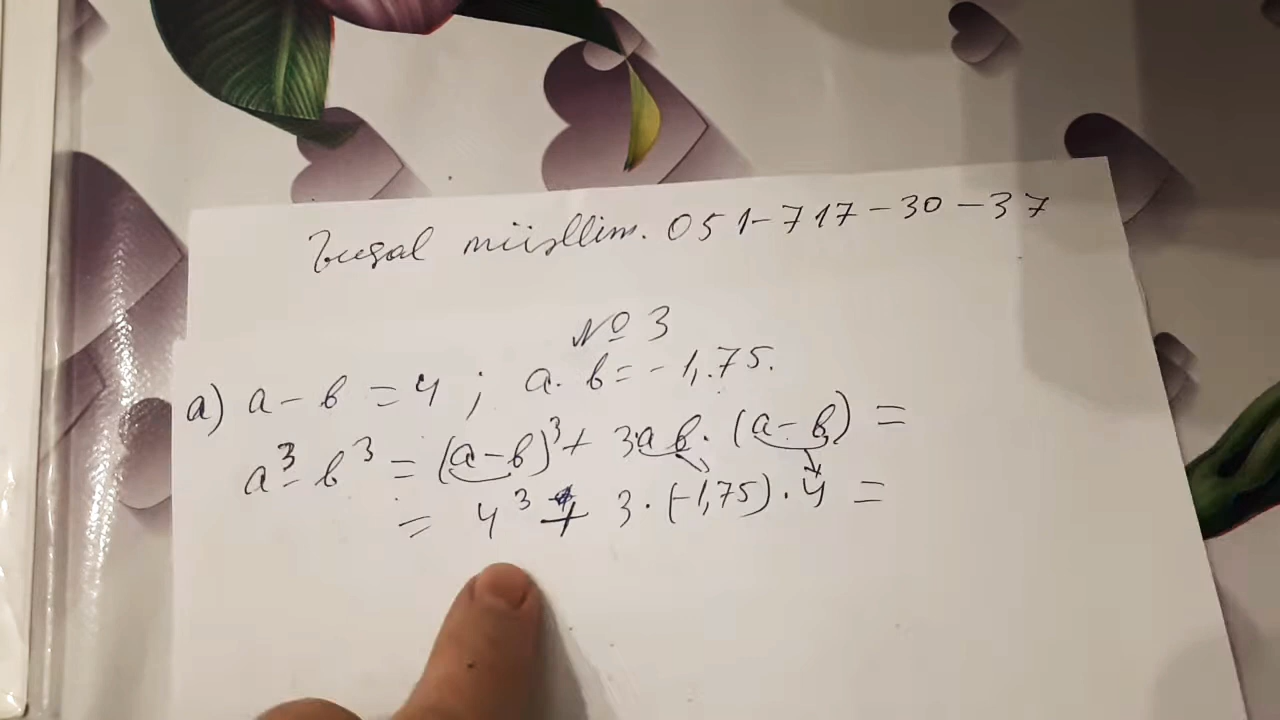 Vusal müəllim. 051-717-30-37
№ 3
a) a - b = 4 ; a. b = - 1,75.
a³ - b³ = (a - b)³ + 3ab. (a - b) =
= 4³ + 3 · (-1,75) · 4 =